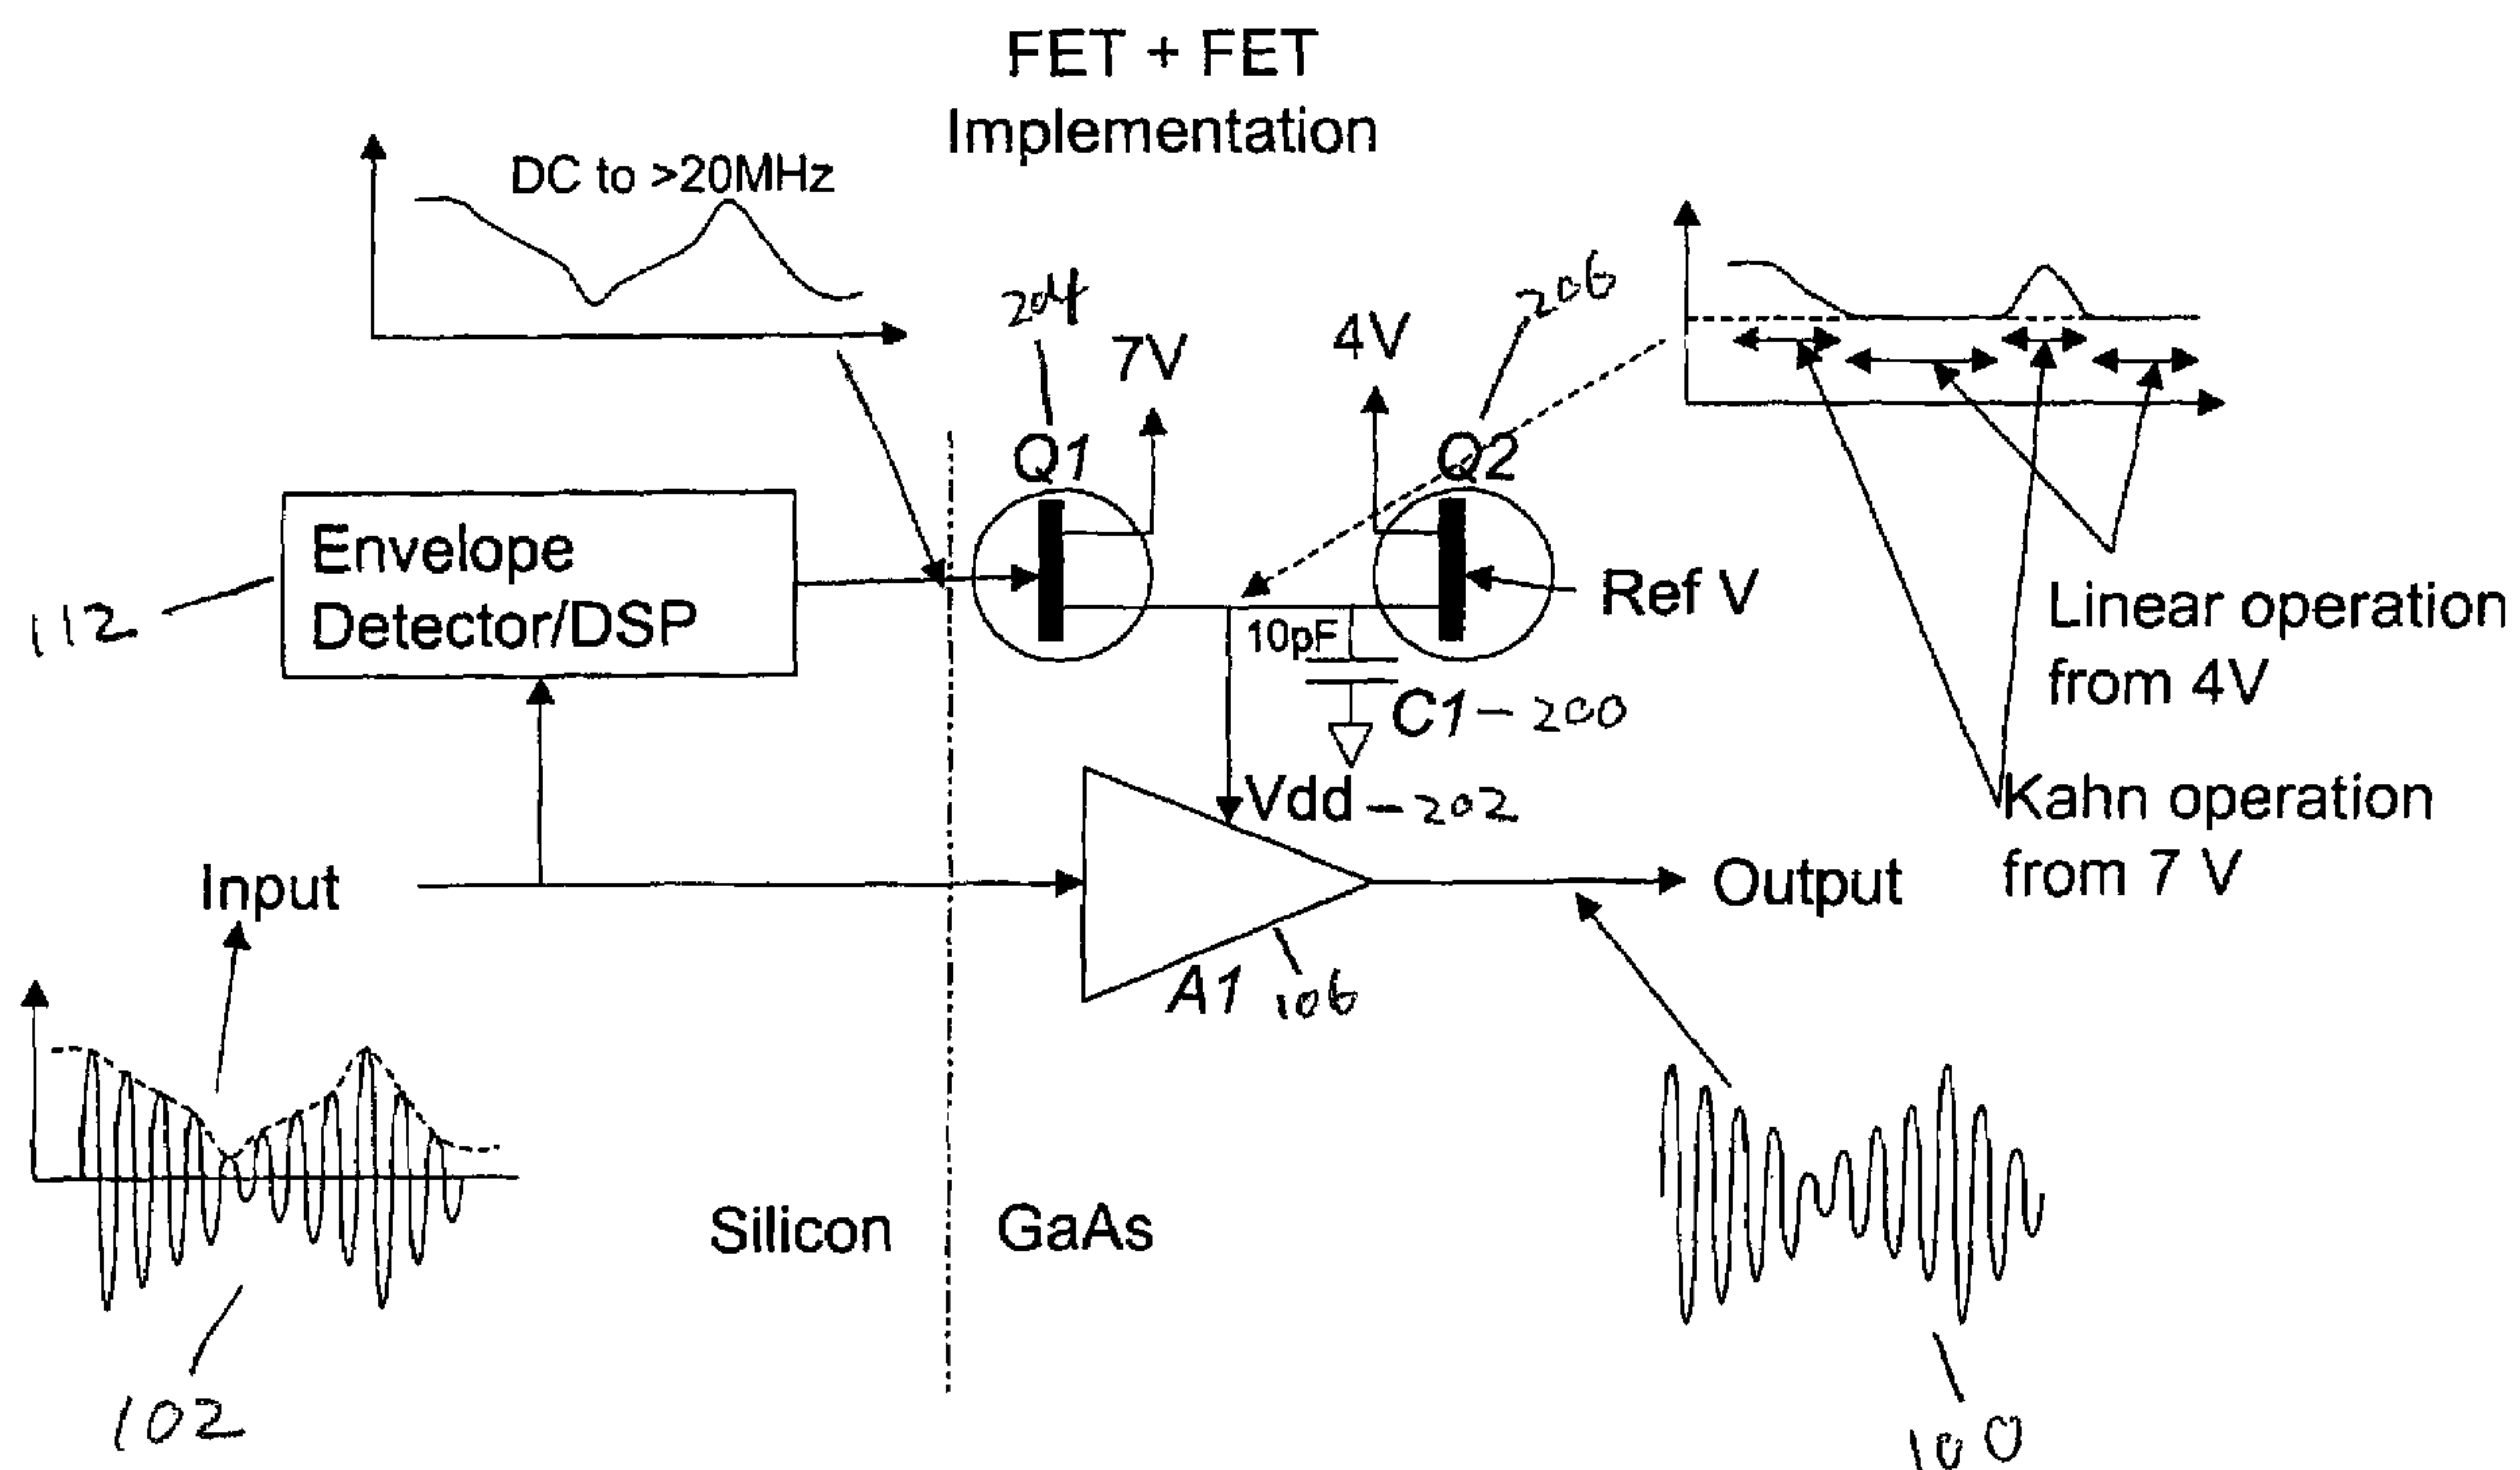 FET + FET
Implementation
DC to >20MHz
204
7V
4V
206
Q1
Q2
Envelope
Detector/DSP
112
Ref V
10pF
C1 – 200
Linear operation
from 4V
Vdd – 202
Kahn operation
from 7 V
Input
Output
A1
106
Silicon
GaAs
102
100